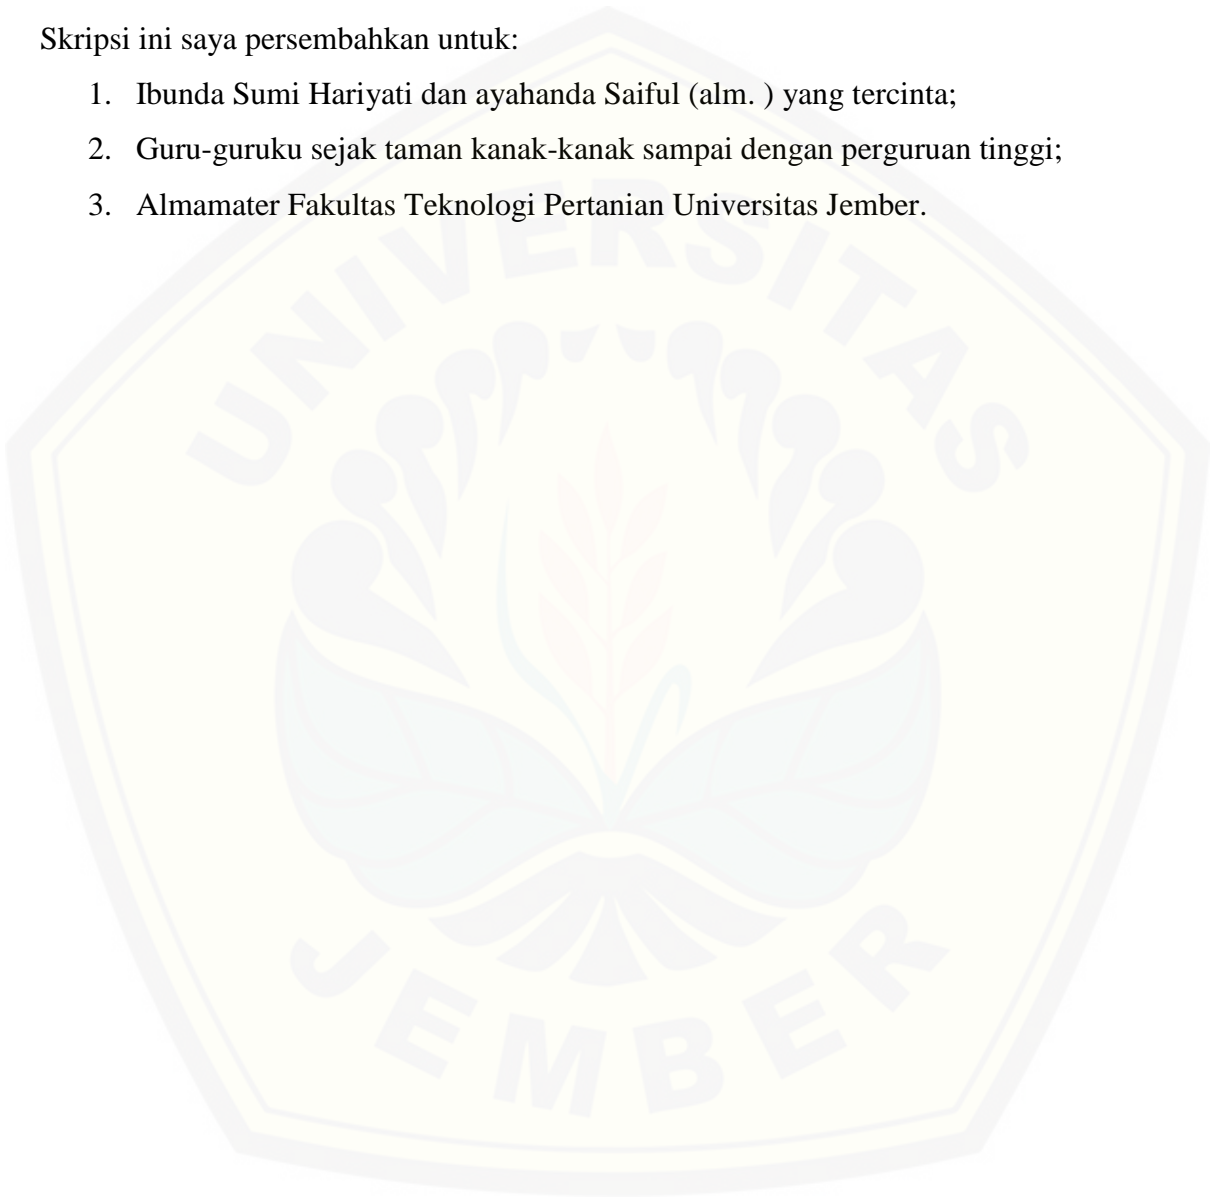 Skripsi ini saya persembahkan untuk:
1. Ibunda Sumi Hariyati dan ayahanda Saiful (alm. ) yang tercinta;
2. Guru-guruku sejak taman kanak-kanak sampai dengan perguruan tinggi;
3. Almamater Fakultas Teknologi Pertanian Universitas Jember.
UNIVERSITAS
JEMBER